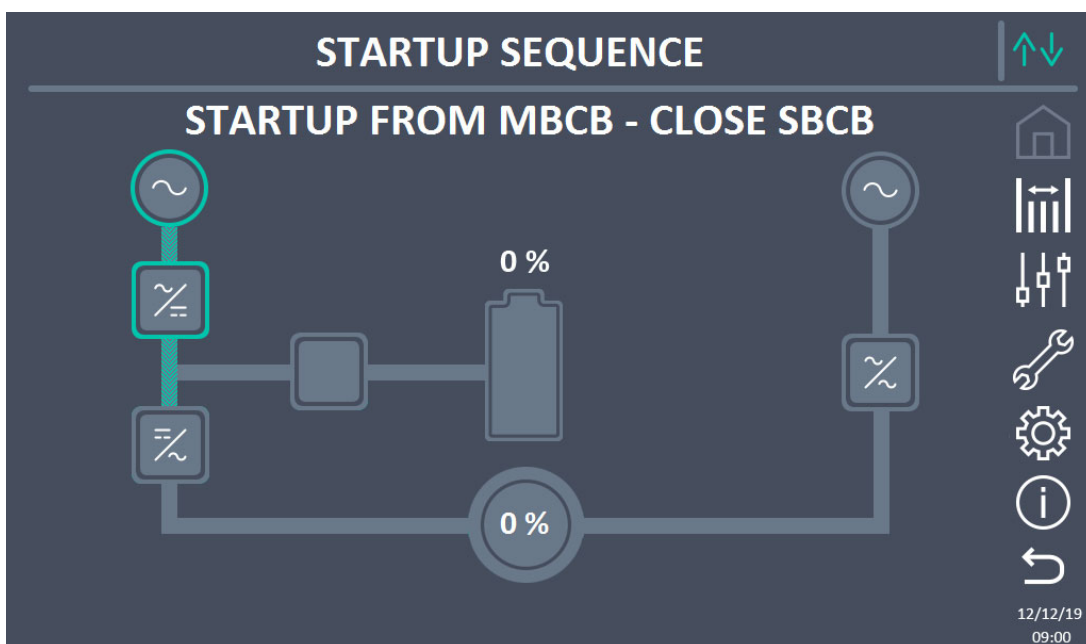 STARTUP SEQUENCE
STARTUP FROM MBCB - CLOSE SBCB
0 %
0 %
12/12/19
09:00